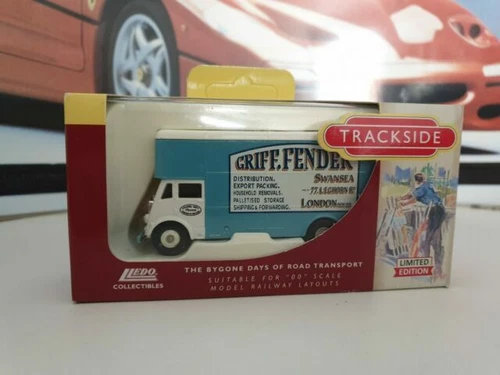 TRACKSIDE
GRIFF.FENDER
SWANSEA
DISTRIBUTION.
EXPORT PACKING.
HOUSEHOLD REMOVALS.
PALLETISED STORAGE
SHIPPING & FORWARDING.
LONDON
LLEDO
COLLECTIBLES
THE BYGONE DAYS OF ROAD TRANSPORT
SUITABLE FOR "00" SCALE
MODEL RAILWAY LAYOUTS
LIMITED
EDITION